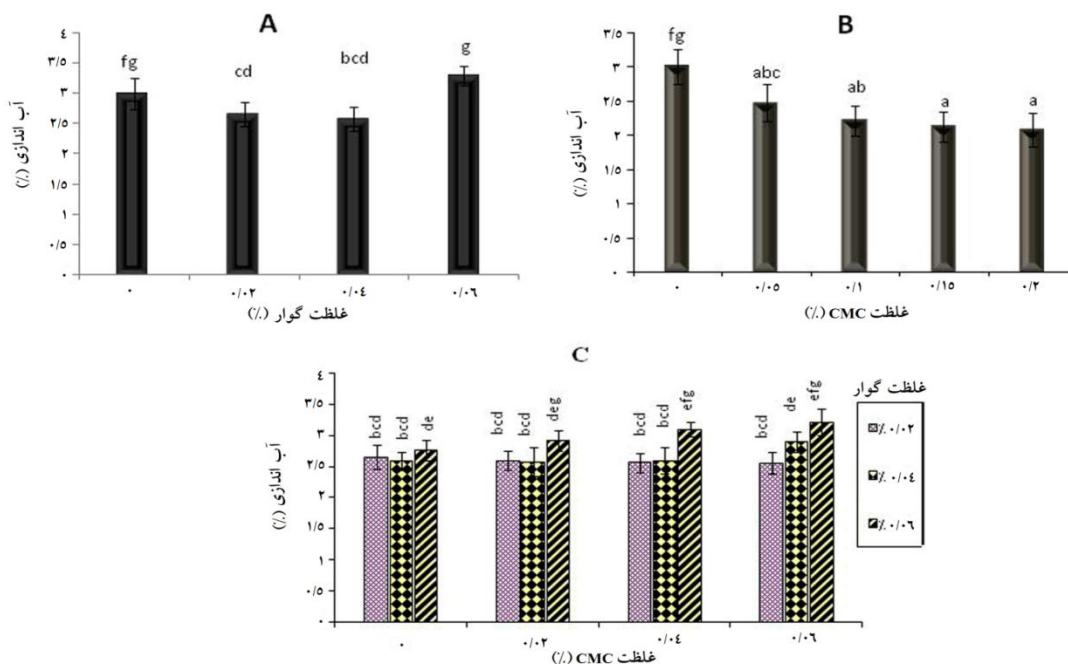 A
٤
٣/٥
٣
٢/٥
٢
١/٥
١
٠/٥
٠
آب اندازی (٪)
fg
cd
bcd
g
٠
٠/٠٢
٠/٠٤
٠/٠٦
غلظت گوار (٪)
B
٣/٥
٣
٢/٥
٢
١/٥
١
٠/٥
٠
آب اندازی (٪)
fg
abc
ab
a
a
٠
٠/٠٥
٠/١
٠/١٥
٠/٢
غلظت CMC (٪)
C
٤
٣/٥
٣
٢/٥
٢
١/٥
١
٠/٥
٠
آب اندازی (٪)
bcd
bcd
de
bcd
bcd
deg
bcd
bcd
efg
bcd
de
efg
٠
٠/٠٢
٠/٠٤
٠/٠٦
غلظت CMC (٪)
غلظت گوار
٪٠/٠٢
٪٠/٠٤
٪٠/٠٦